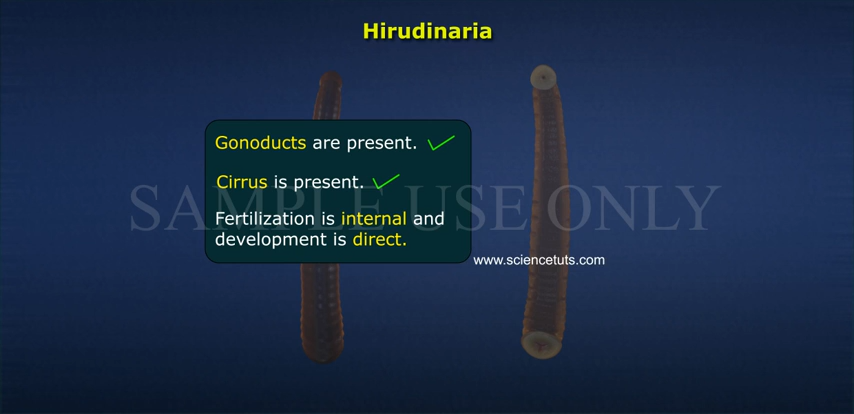 Hirudinaria
Gonoducts are present.
Cirrus is present.
SAMPLE USE ONLY
Fertilization is internal and
development is direct.
www.sciencetuts.com